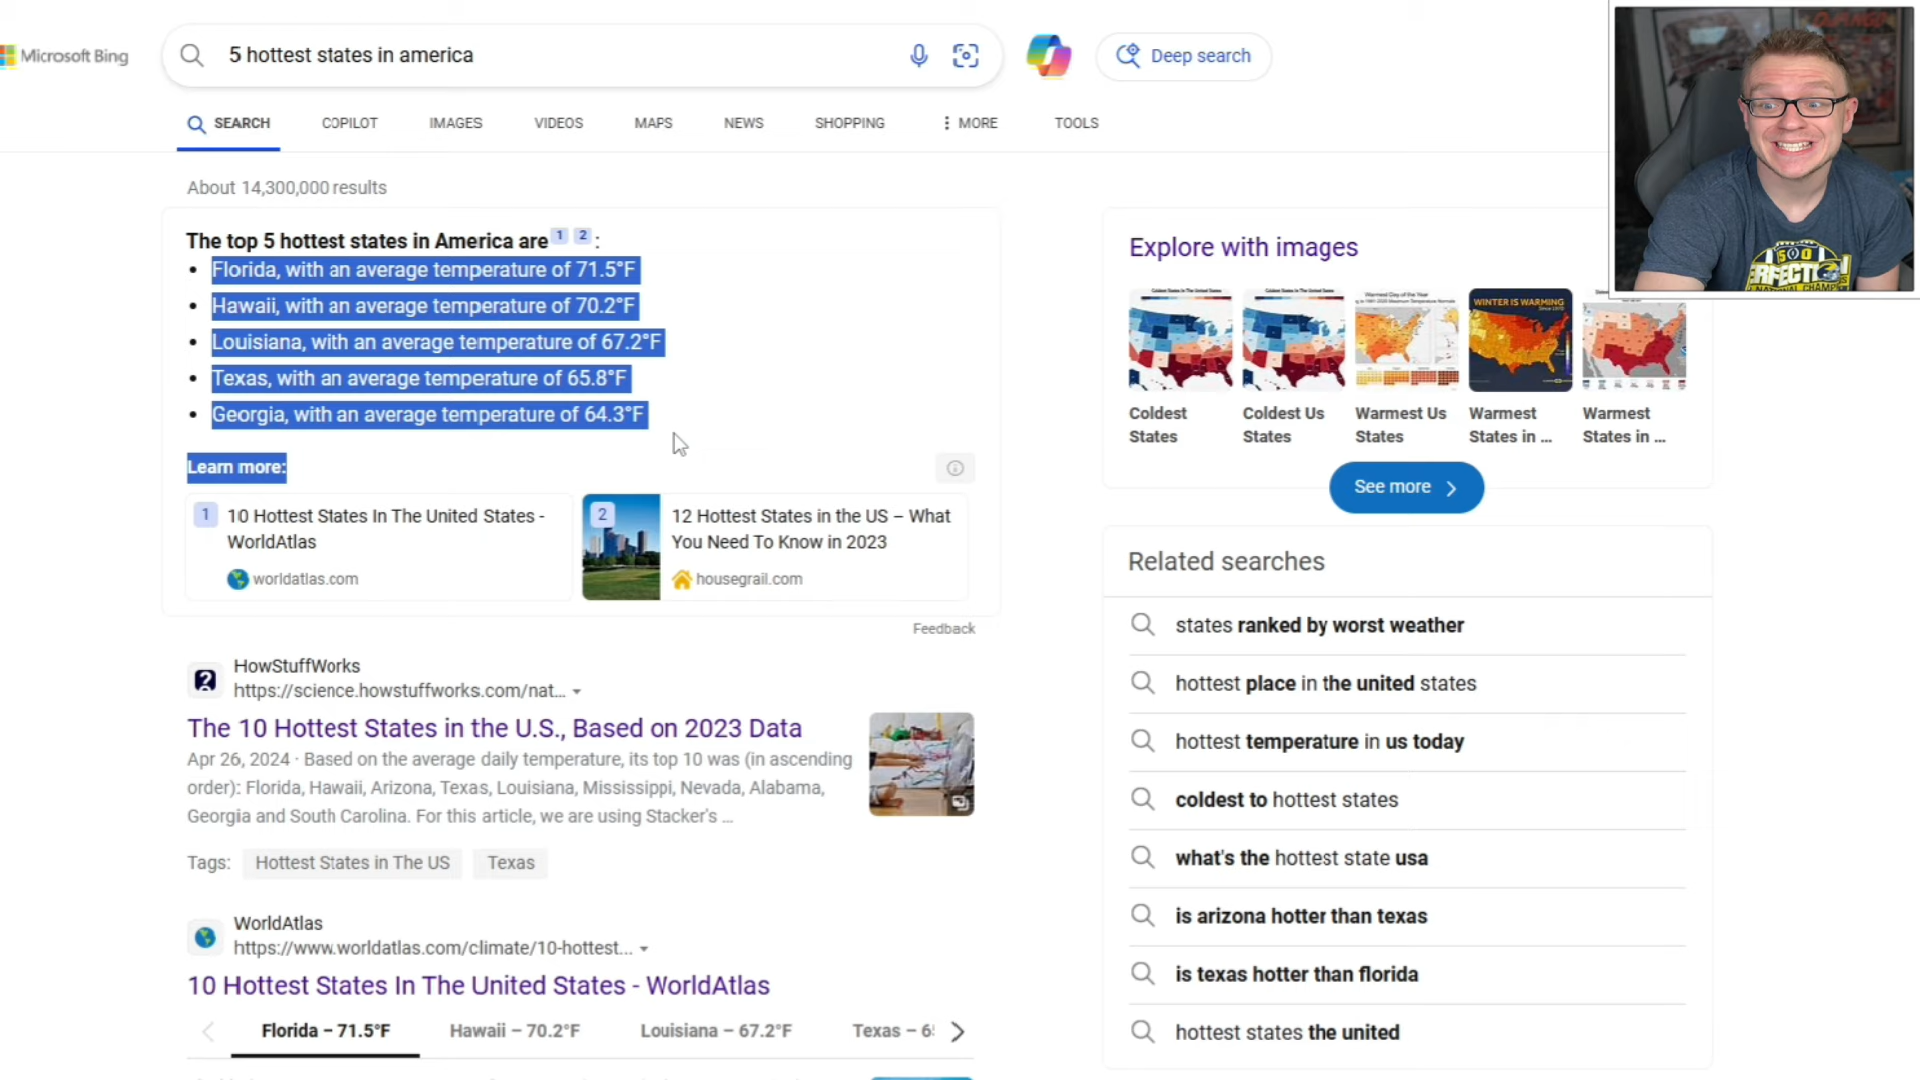 Microsoft Bing
5 hottest states in america
Deep search
SEARCH
COPILOT
IMAGES
VIDEOS
MAPS
NEWS
SHOPPING
MORE
TOOLS
About 14,300,000 results
The top 5 hottest states in America are 1 2 :
• Florida, with an average temperature of 71.5°F
• Hawaii, with an average temperature of 70.2°F
• Louisiana, with an average temperature of 67.2°F
• Texas, with an average temperature of 65.8°F
• Georgia, with an average temperature of 64.3°F
Learn more:
1
10 Hottest States In The United States -
WorldAtlas
worldatlas.com
2
12 Hottest States in the US – What
You Need To Know in 2023
housegrail.com
Feedback
HowStuffWorks
https://science.howstuffworks.com/nat...
The 10 Hottest States in the U.S., Based on 2023 Data
Apr 26, 2024 · Based on the average daily temperature, its top 10 was (in ascending
order): Florida, Hawaii, Arizona, Texas, Louisiana, Mississippi, Nevada, Alabama,
Georgia and South Carolina. For this article, we are using Stacker's ...
Tags: Hottest States in The US Texas
WorldAtlas
https://www.worldatlas.com/climate/10-hottest...
10 Hottest States In The United States - WorldAtlas
Florida – 71.5°F
Hawaii – 70.2°F
Louisiana – 67.2°F
Texas – 6
Explore with images
WINTER IS WARMING
Coldest
States
Coldest Us
States
Warmest Us
States
Warmest
States in ...
Warmest
States in ...
See more
Related searches
states ranked by worst weather
hottest place in the united states
hottest temperature in us today
coldest to hottest states
what's the hottest state usa
is arizona hotter than texas
is texas hotter than florida
hottest states the united